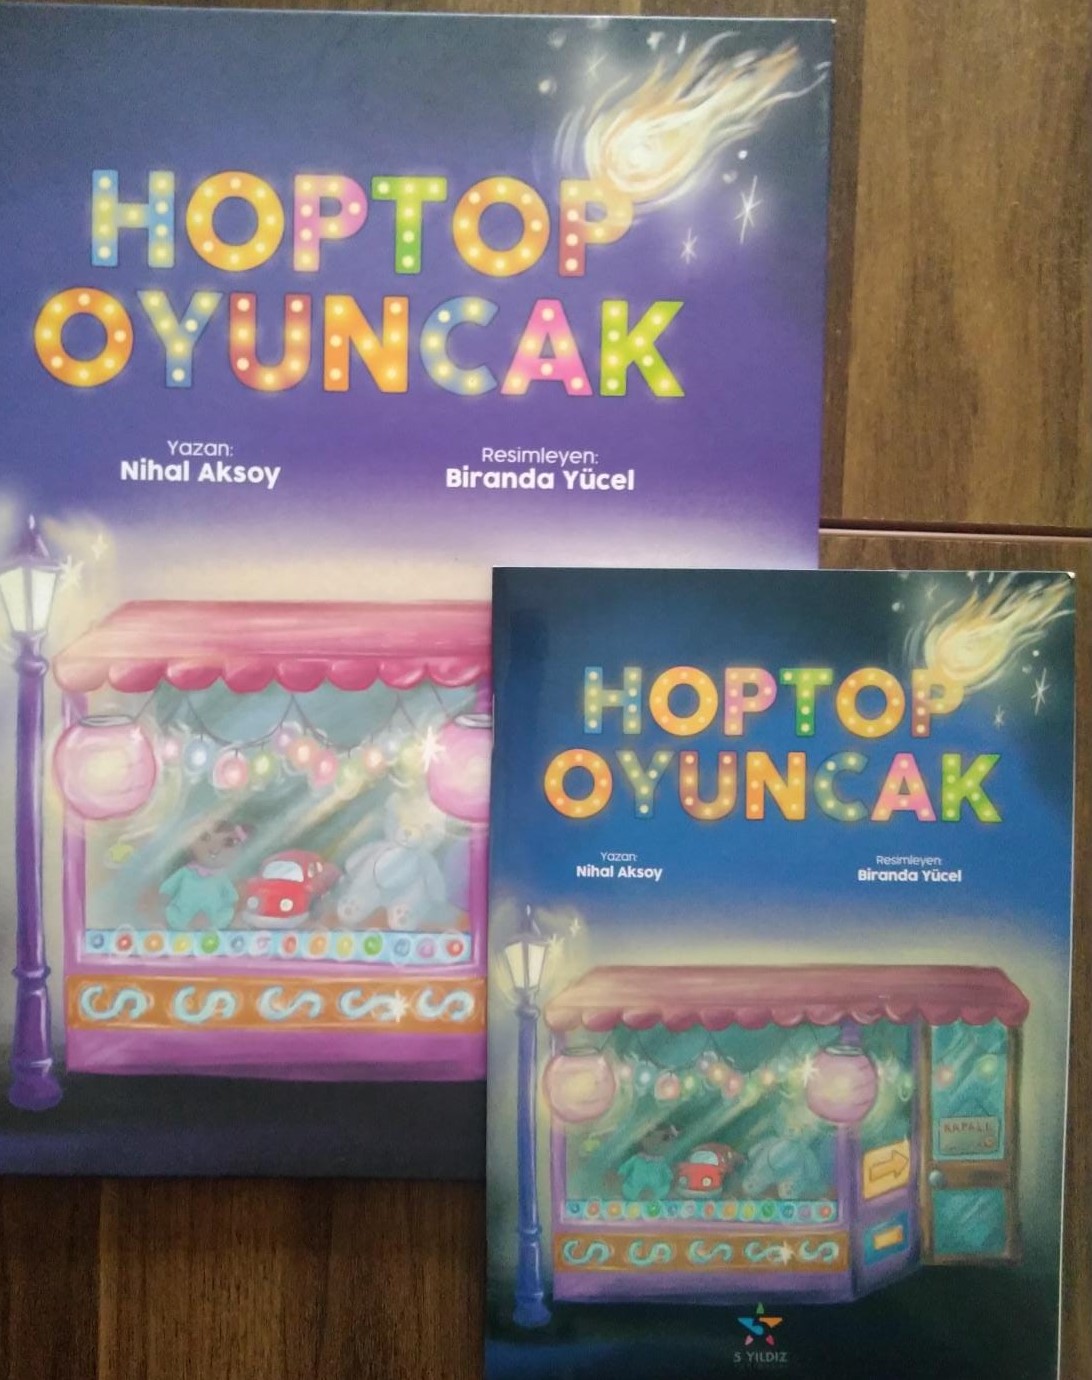 HOPTOP
OYUNCAK
Yazan:
Nihal Aksoy
Resimleyen:
Biranda Yücel
HOPTOP
OYUNCAK
Yazan:
Nihal Aksoy
Resimleyen:
Biranda Yücel
KAPALI
5 YILDIZ